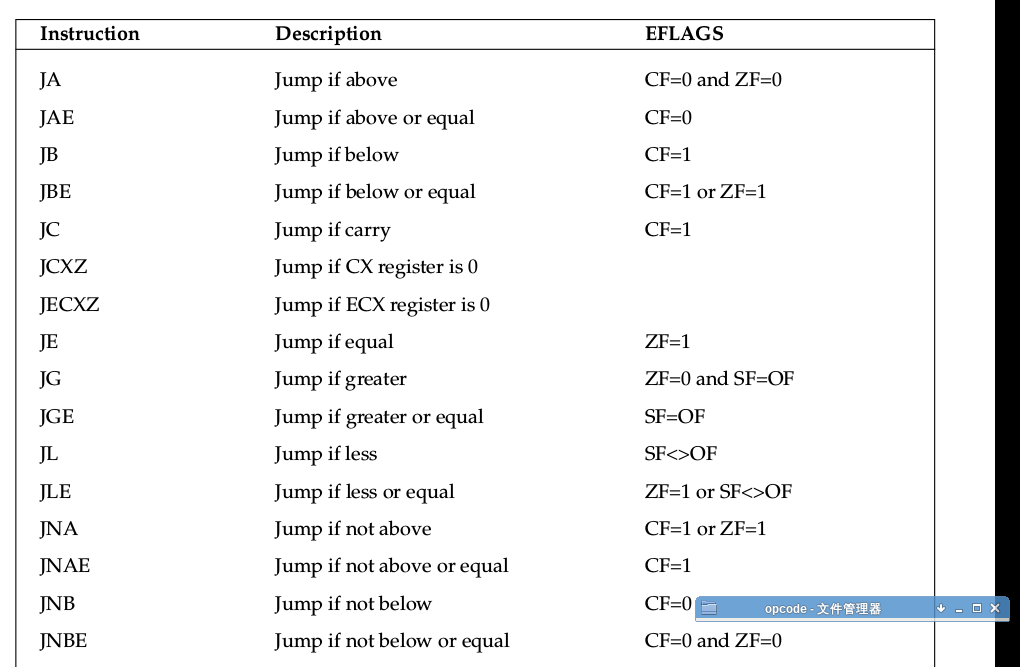 Instruction Description EFLAGS
JA Jump if above CF=0 and ZF=0
JAE Jump if above or equal CF=0
JB Jump if below CF=1
JBE Jump if below or equal CF=1 or ZF=1
JC Jump if carry CF=1
JCXZ Jump if CX register is 0
JECXZ Jump if ECX register is 0
JE Jump if equal ZF=1
JG Jump if greater ZF=0 and SF=OF
JGE Jump if greater or equal SF=OF
JL Jump if less SF<>OF
JLE Jump if less or equal ZF=1 or SF<>OF
JNA Jump if not above CF=1 or ZF=1
JNAE Jump if not above or equal CF=1
JNB Jump if not below CF=0
opcode - 文件管理器
JNBE Jump if not below or equal CF=0 and ZF=0